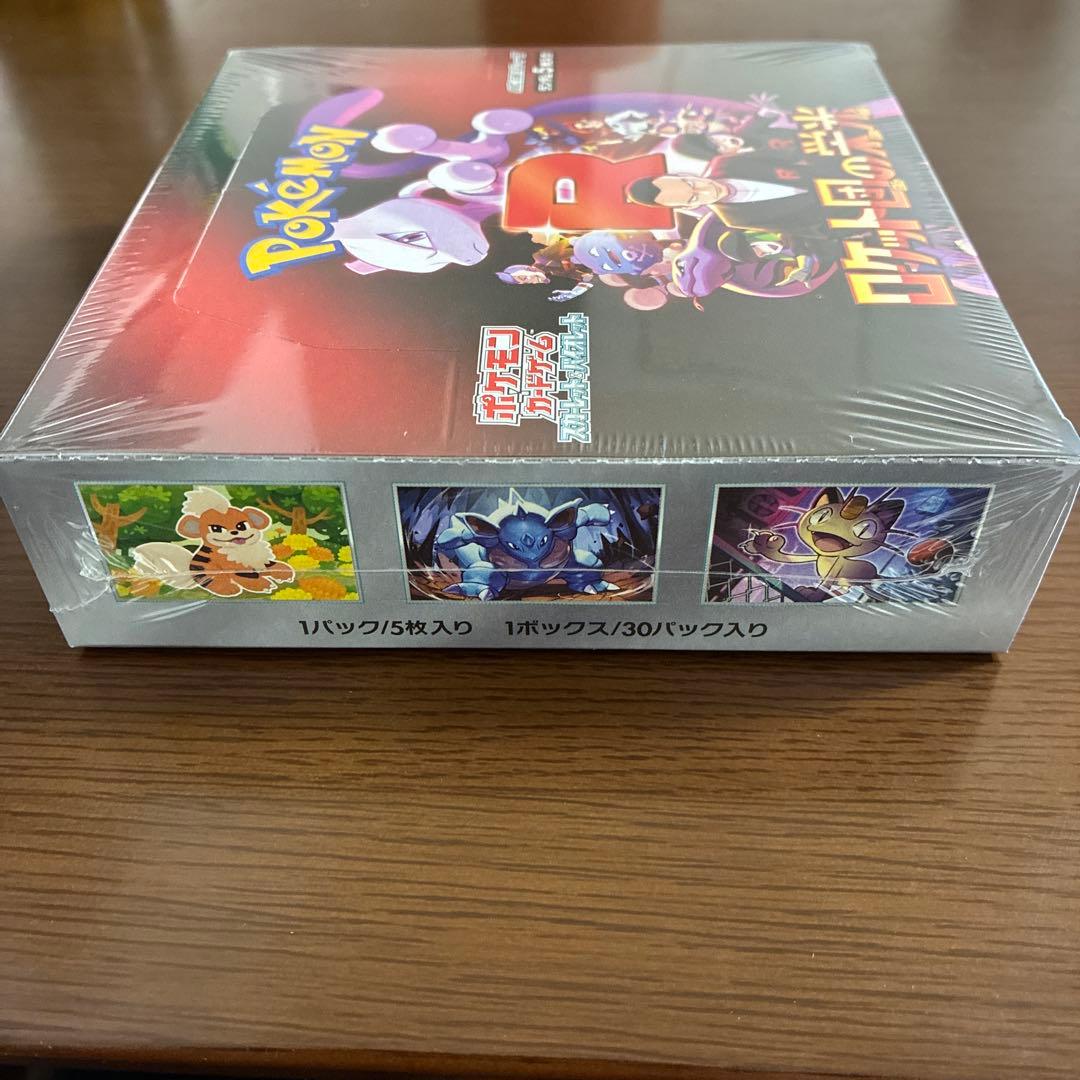 POKÉMON
R
ロケット団の栄光
ポケモン
カードゲーム
スカーレット&バイオレット
1パック/5枚入り 1ボックス/30パック入り